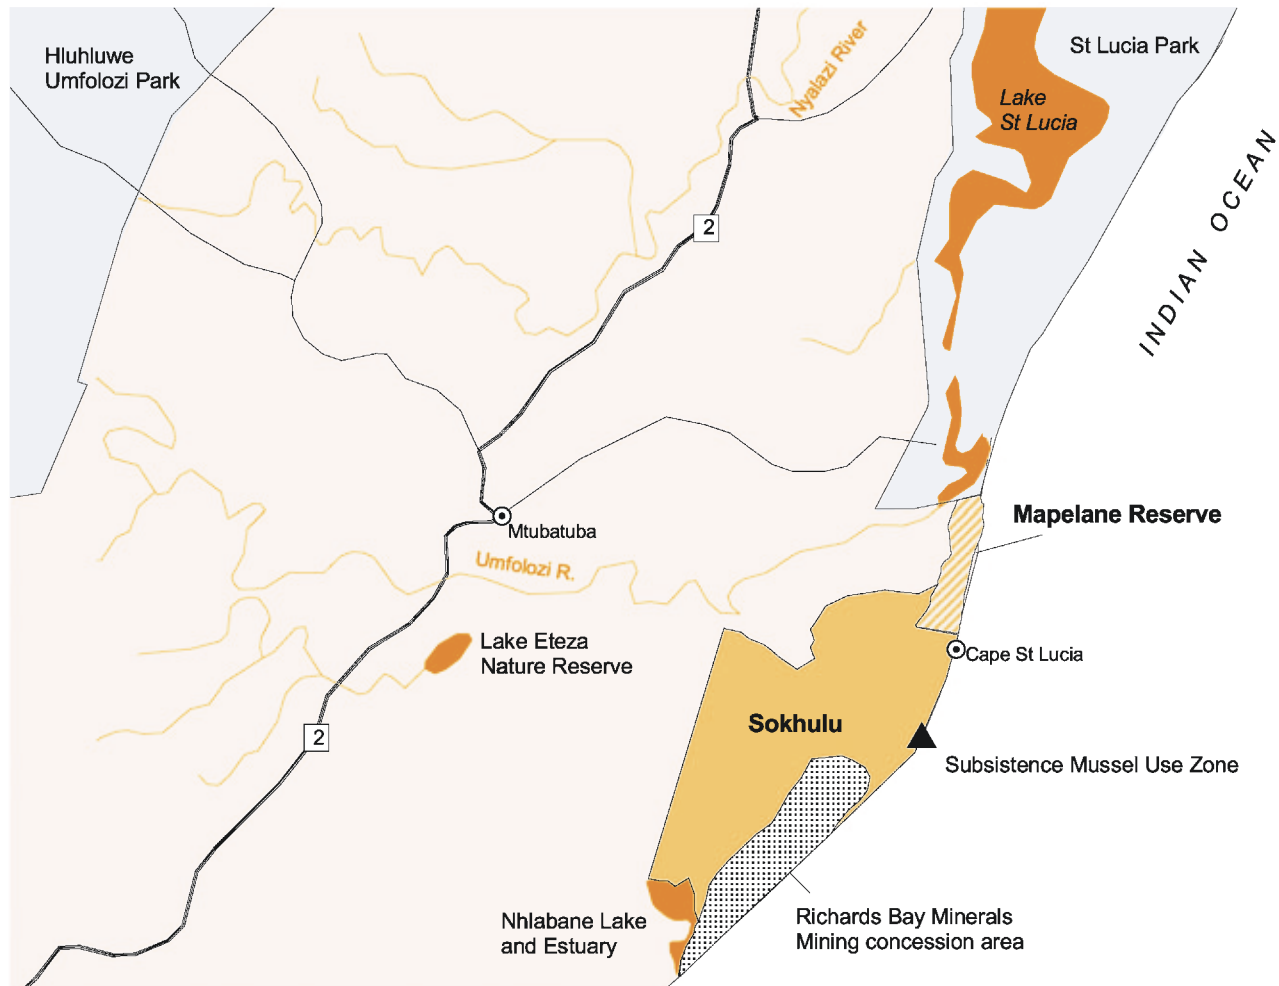 Hluhluwe
Umfolozi Park
Nyalazi River
St Lucia Park
Lake
St Lucia
INDIAN OCEAN
2
Mtubatuba
Mapelane Reserve
Umfolozi R.
Lake Eteza
Nature Reserve
Cape St Lucia
Sokhulu
2
Subsistence Mussel Use Zone
Nhlabane Lake
and Estuary
Richards Bay Minerals
Mining concession area